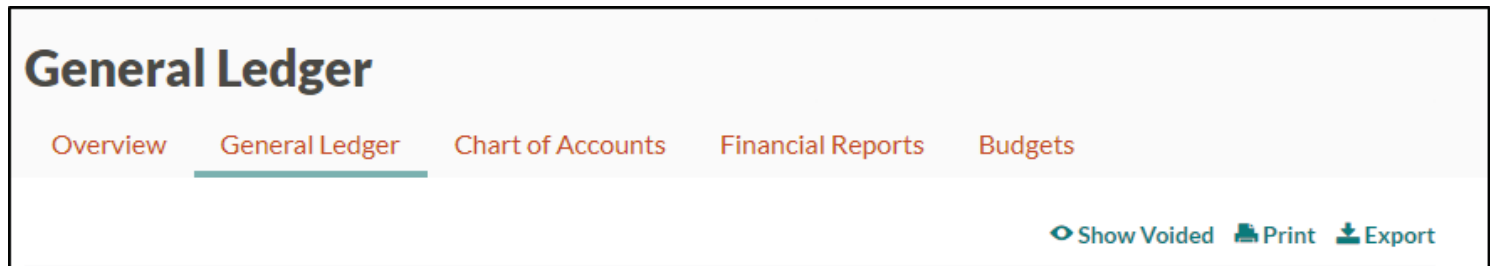 General Ledger
Overview General Ledger Chart of Accounts Financial Reports Budgets
Show Voided Print Export